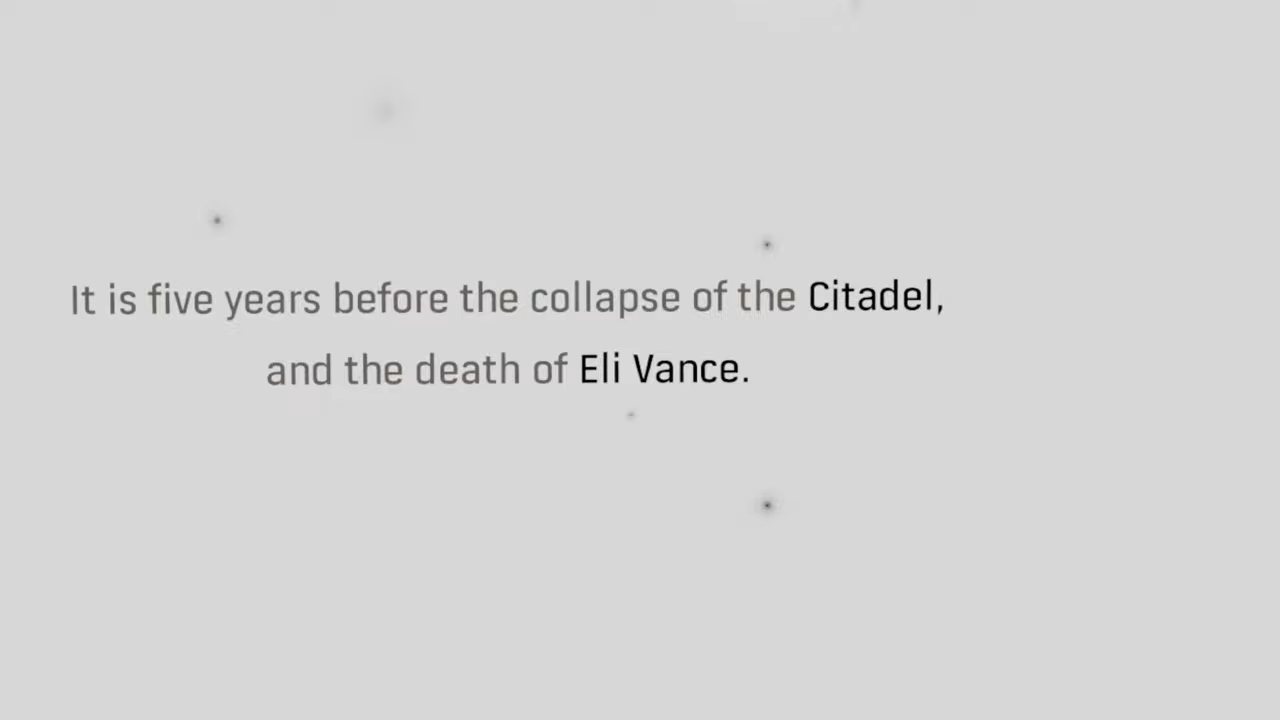 It is five years before the collapse of the Citadel,
and the death of Eli Vance.